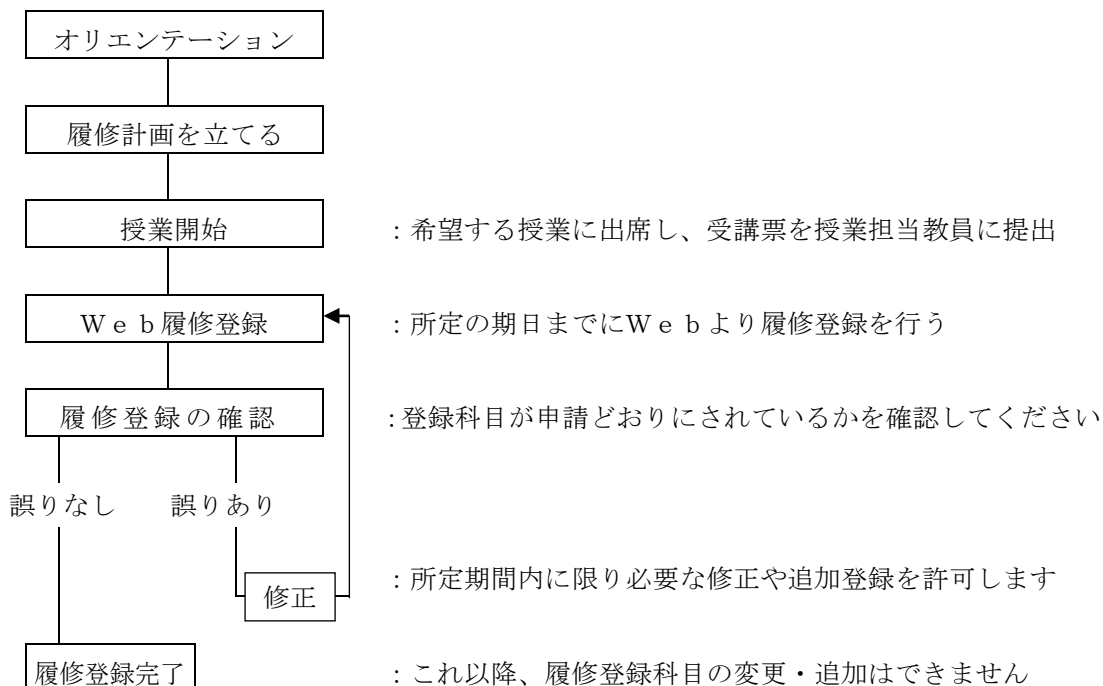 オリエンテーション
履修計画を立てる
授業開始 ：希望する授業に出席し、受講票を授業担当教員に提出
Ｗｅｂ履修登録 ：所定の期日までにＷｅｂより履修登録を行う
履修登録の確認 ：登録科目が申請どおりにされているかを確認してください
誤りなし 誤りあり
修正 ：所定期間内に限り必要な修正や追加登録を許可します
履修登録完了 ：これ以降、履修登録科目の変更・追加はできません